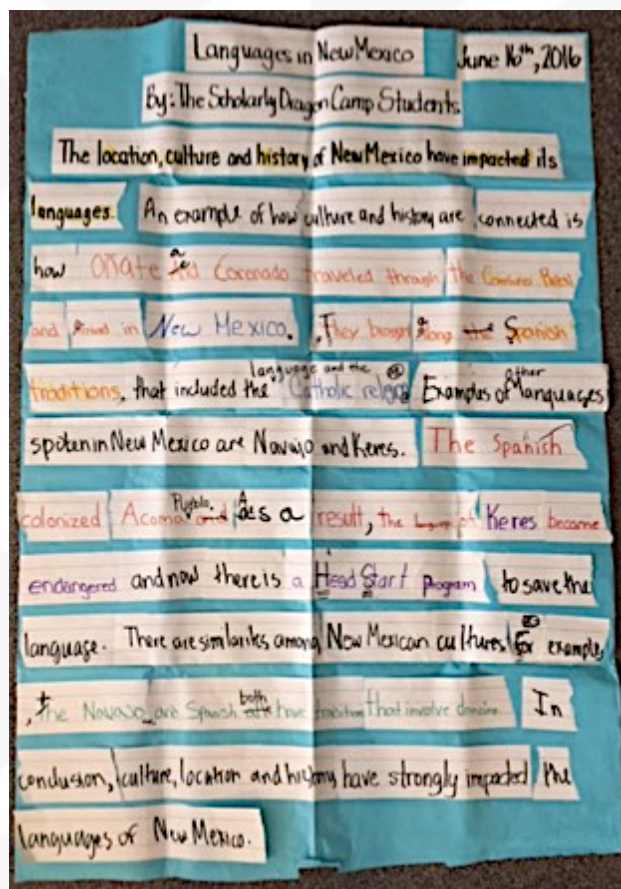 Languages in New Mexico June 16th, 2016
By: The Scholarly Dragon Camp Students
The location, culture and history of New Mexico have impacted its
languages. An example of how culture and history are connected is
how Oñate and Coronado traveled through the Camino Real
and arrived in New Mexico. They brought along the Spanish
language and the
traditions, that included the Catholic religion
other
Examples of languages
spoken in New Mexico are Navajo and Keres. The Spanish
Pueblo.
colonized Acoma and As a result, the language of Keres became
endangered and now there is a Head Start program to save the
language. There are similarities among New Mexican cultures. For example,
both
, the Navajo and Spanish have tradition that involve dancing In
conclusion, culture, location and history have strongly impacted the
languages of New Mexico.